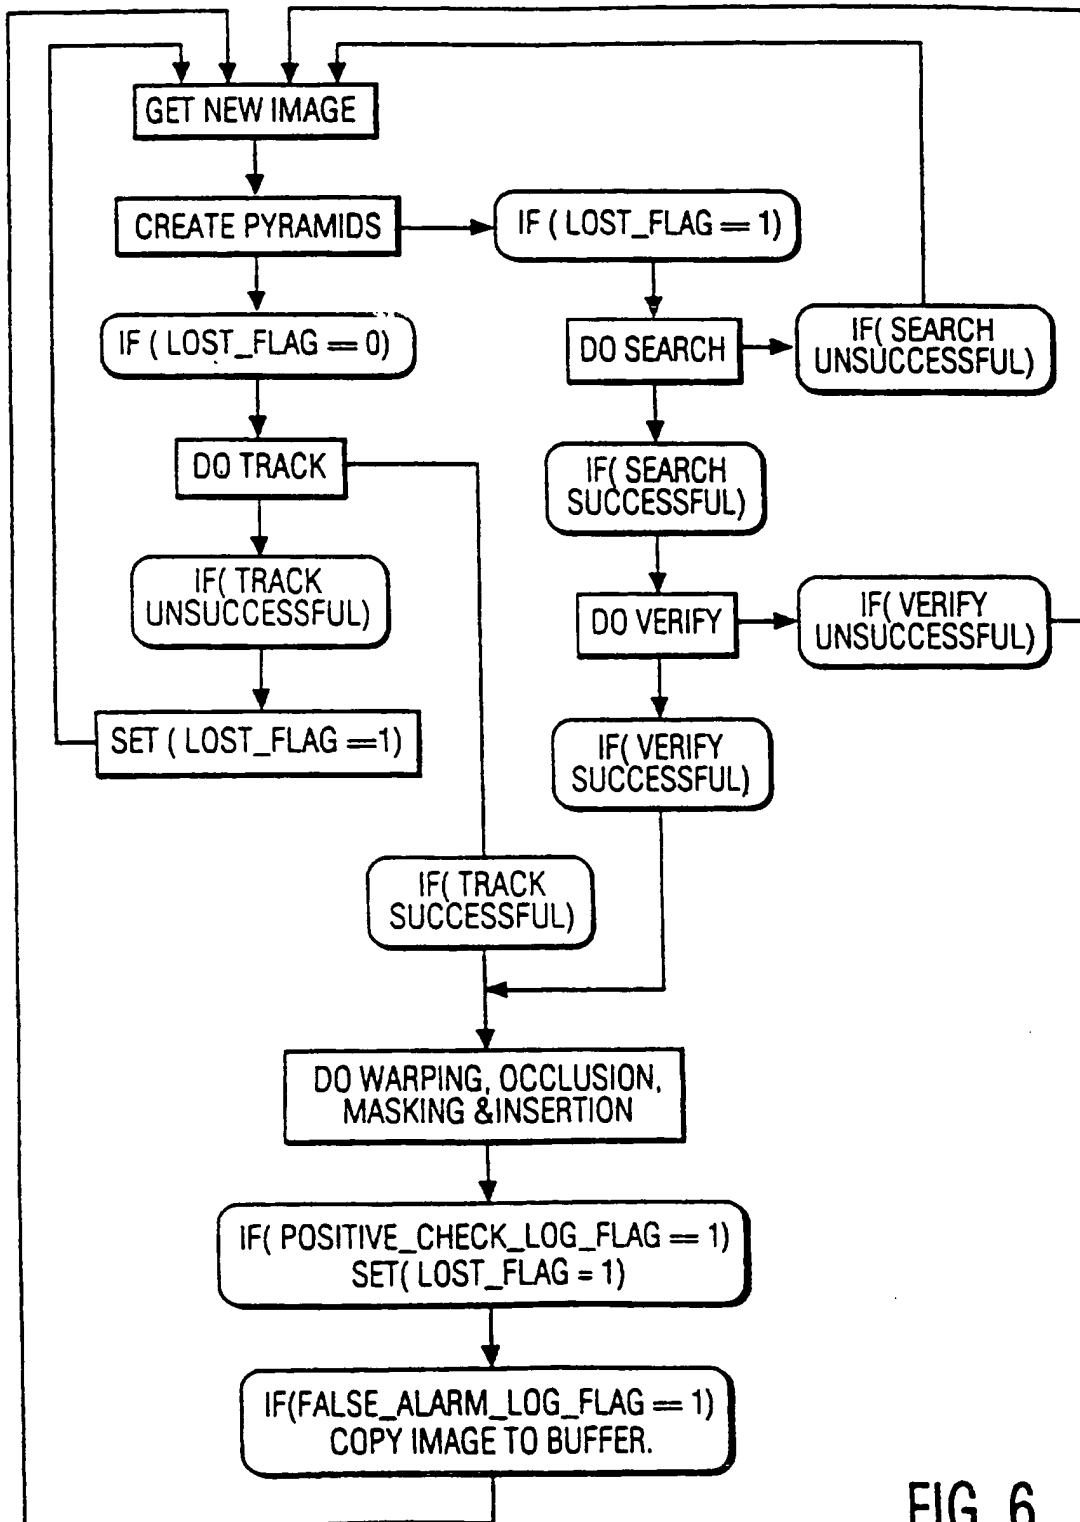 GET NEW IMAGE
CREATE PYRAMIDS
IF ( LOST_FLAG == 1)
IF ( LOST_FLAG == 0)
DO SEARCH
IF( SEARCH
UNSUCCESSFUL)
DO TRACK
IF( SEARCH
SUCCESSFUL)
IF( TRACK
UNSUCCESSFUL)
DO VERIFY
IF( VERIFY
UNSUCCESSFUL)
SET ( LOST_FLAG ==1)
IF( VERIFY
SUCCESSFUL)
IF( TRACK
SUCCESSFUL)
DO WARPING, OCCLUSION,
MASKING &INSERTION
IF( POSITIVE_CHECK_LOG_FLAG == 1)
SET( LOST_FLAG = 1)
IF(FALSE_ALARM_LOG_FLAG == 1)
COPY IMAGE TO BUFFER.
FIG. 6